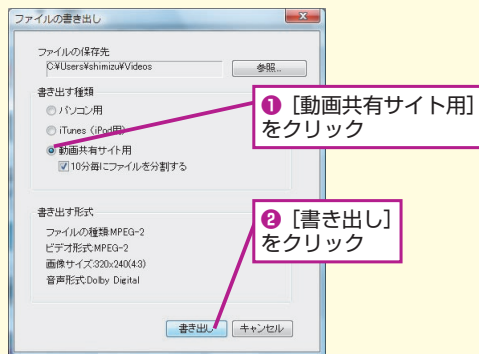 ファイルの書き出し
ファイルの保存先
C:¥Users¥shimizu¥Videos
参照...
書き出す種類
パソコン用
iTunes（iPod用）
動画共有サイト用
10分毎にファイルを分割する
❶［動画共有サイト用］
をクリック
書き出す形式
ファイルの種類:MPEG-2
ビデオ形式:MPEG-2
画像サイズ:320x240(4:3)
音声形式:Dolby Digital
❷［書き出し］
をクリック
書き出し
キャンセル